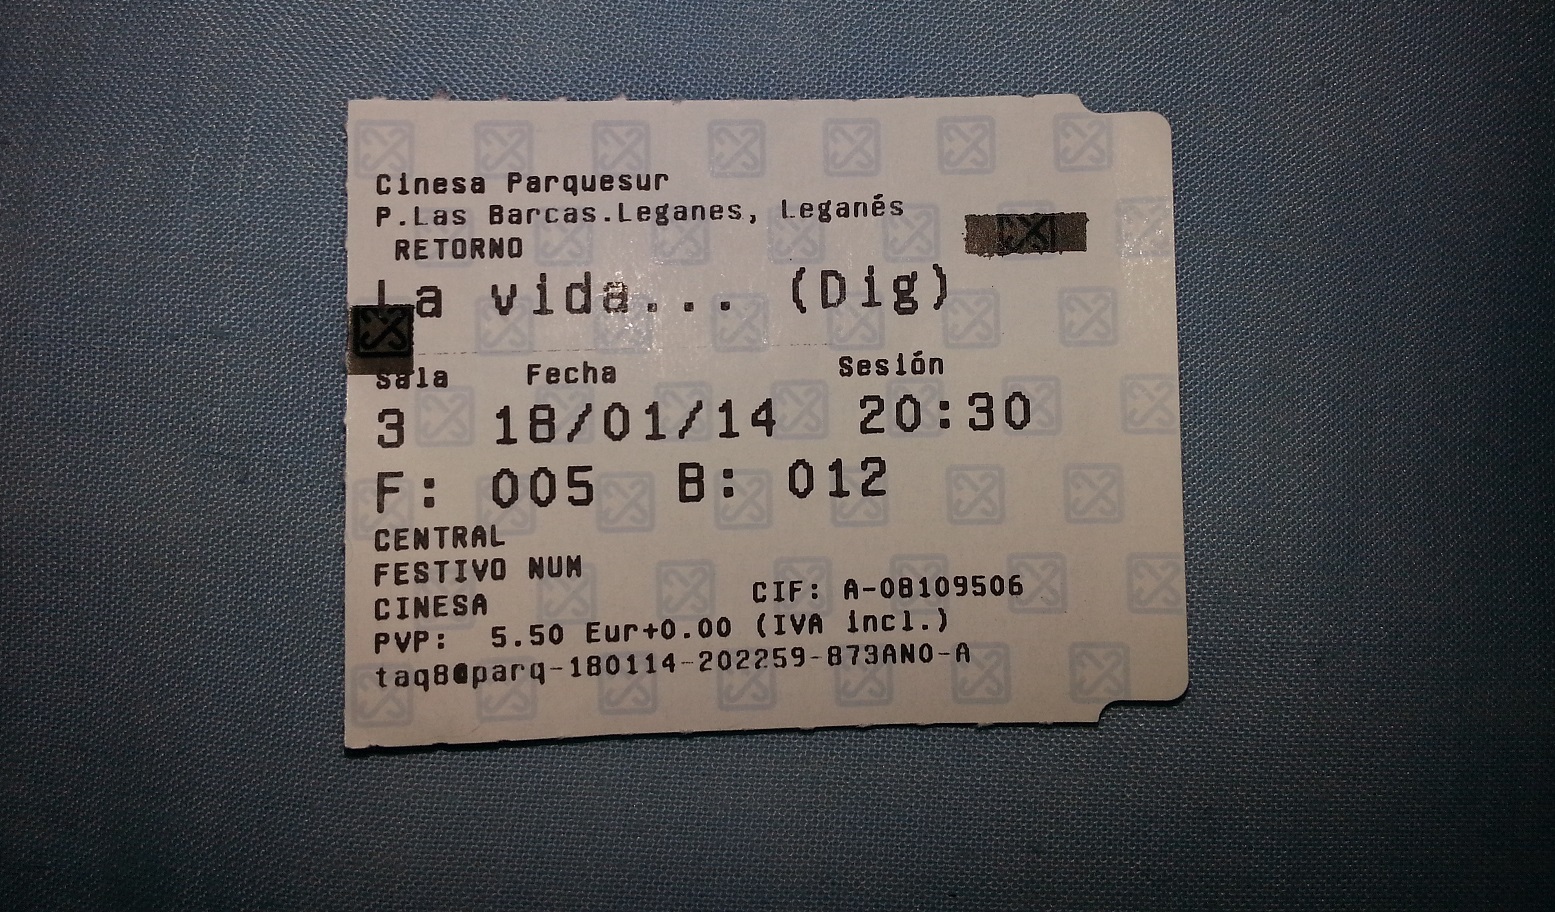 Cinesa Parquesur
P.Las Barcas.Leganes, Leganés
RETORNO
La vida... (Dig)
Sala Fecha Sesión
3 18/01/14 20:30
F: 005 B: 012
CENTRAL
FESTIVO NUM
CINESA CIF: A-08109506
PVP: 5.50 Eur+0.00 (IVA incl.)
taq8@parq-180114-202259-873ANO-A